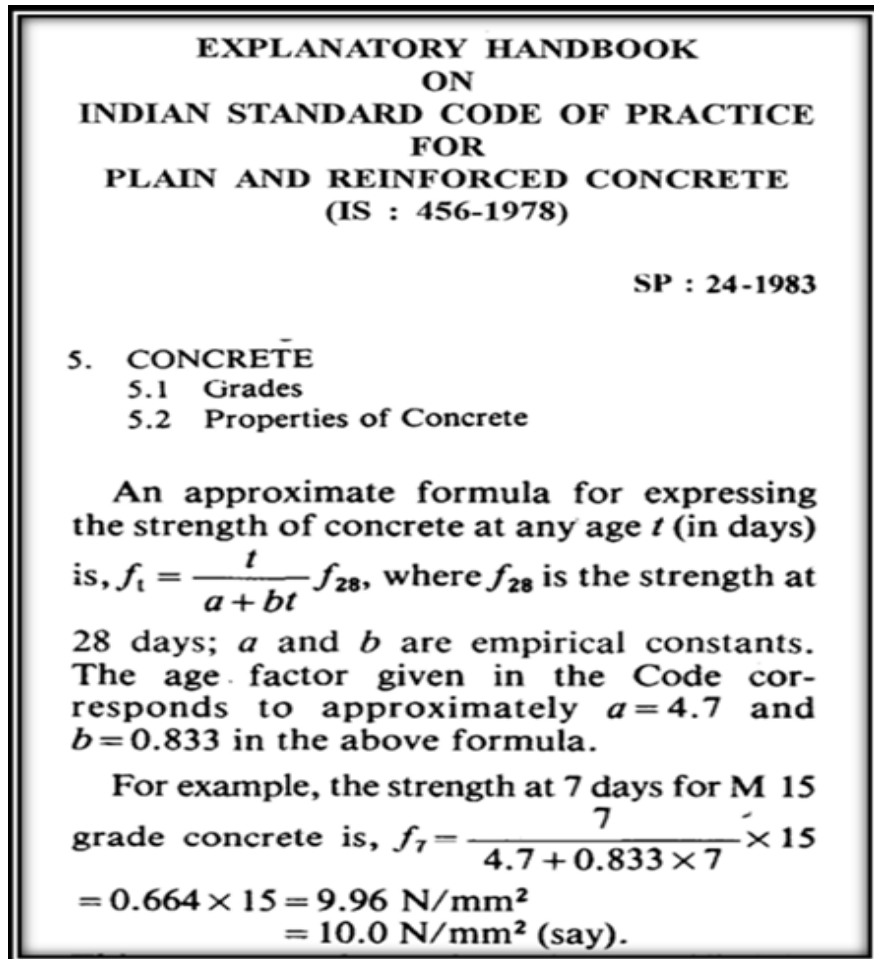 EXPLANATORY HANDBOOK
ON
INDIAN STANDARD CODE OF PRACTICE
FOR
PLAIN AND REINFORCED CONCRETE
(IS : 456-1978)
SP : 24-1983
5. CONCRETE
5.1 Grades
5.2 Properties of Concrete
An approximate formula for expressing
the strength of concrete at any age t (in days)
is, fₜ = t / (a + bt) f₂₈, where f₂₈ is the strength at
28 days; a and b are empirical constants.
The age factor given in the Code cor-
responds to approximately a = 4.7 and
b = 0.833 in the above formula.
For example, the strength at 7 days for M 15
grade concrete is, f₇ = 7 / (4.7 + 0.833 × 7) × 15
= 0.664 × 15 = 9.96 N/mm²
= 10.0 N/mm² (say).